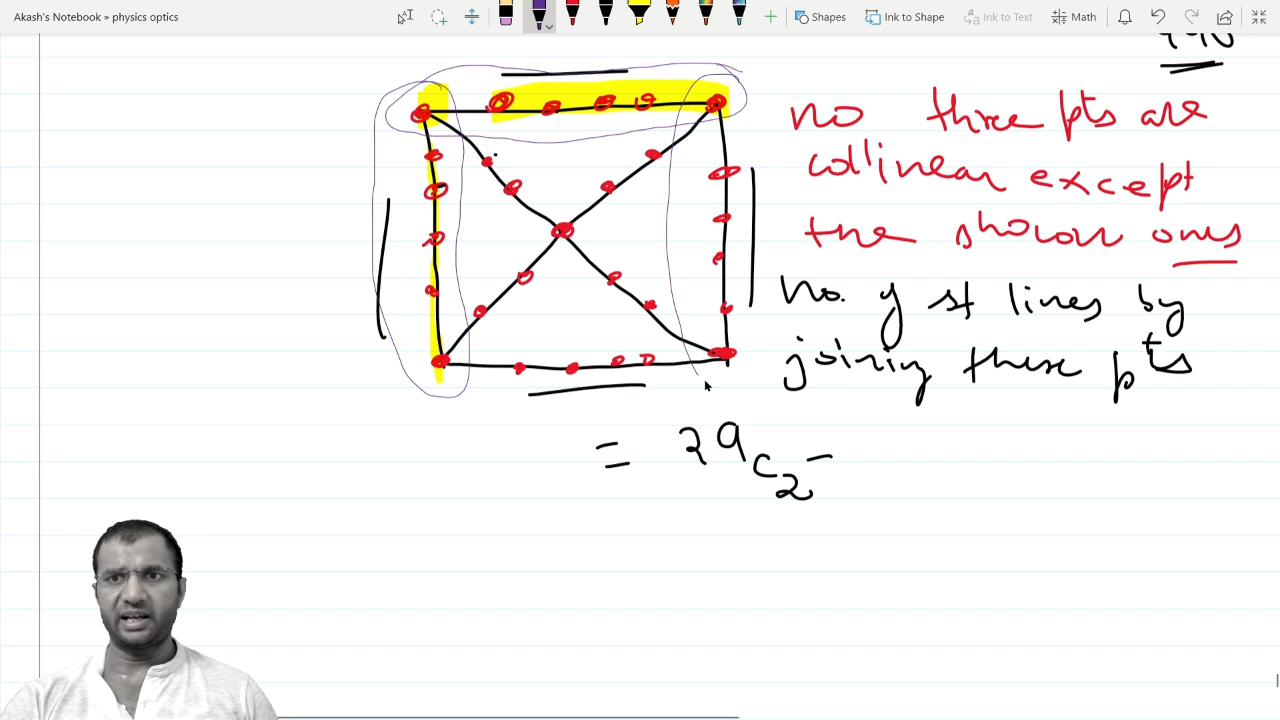 Akash's Notebook » physics optics
Shapes
Ink to Shape
Ink to Text
Math
no three pts are
collinear except
the shown ones
no. of st lines by
joining these pts
= 29C2 -